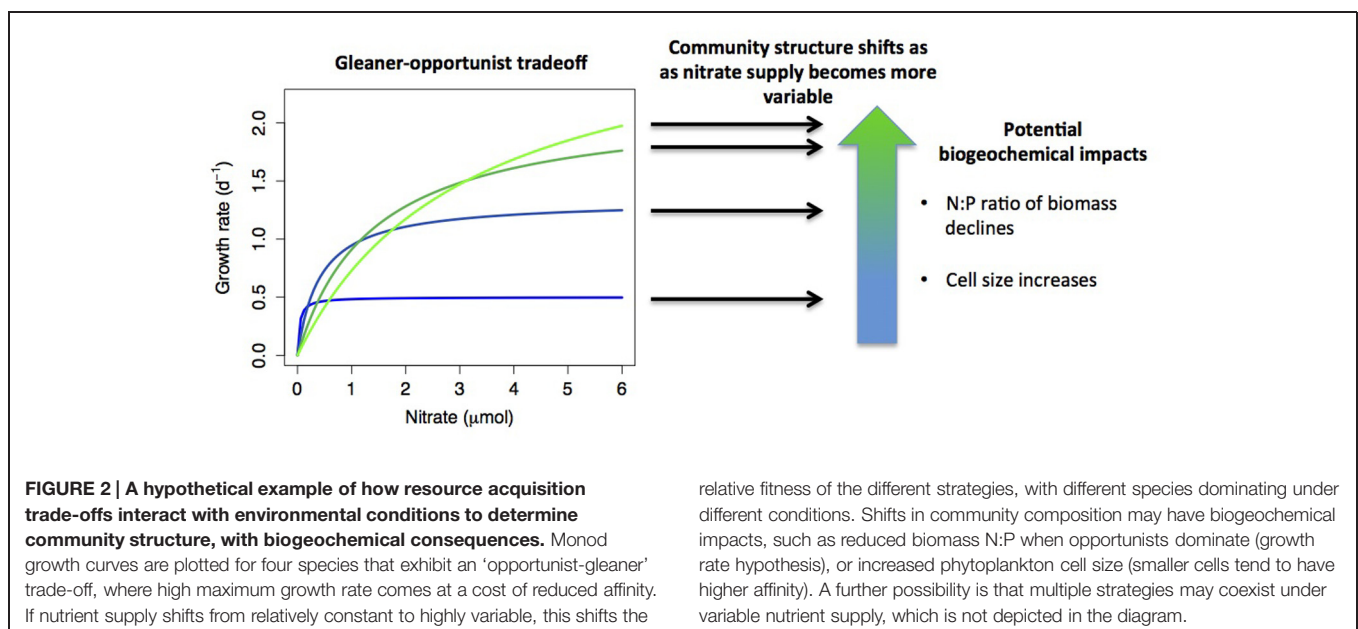 Gleaner-opportunist tradeoff
Growth rate (d⁻¹)
0.0
0.5
1.0
1.5
2.0
0 1 2 3 4 5 6
Nitrate (μmol)
Community structure shifts as
as nitrate supply becomes more
variable
Potential
biogeochemical impacts
• N:P ratio of biomass
declines
• Cell size increases
FIGURE 2 | A hypothetical example of how resource acquisition
trade-offs interact with environmental conditions to determine
community structure, with biogeochemical consequences. Monod
growth curves are plotted for four species that exhibit an ‘opportunist-gleaner’
trade-off, where high maximum growth rate comes at a cost of reduced affinity.
If nutrient supply shifts from relatively constant to highly variable, this shifts the
relative fitness of the different strategies, with different species dominating under
different conditions. Shifts in community composition may have biogeochemical
impacts, such as reduced biomass N:P when opportunists dominate (growth
rate hypothesis), or increased phytoplankton cell size (smaller cells tend to have
higher affinity). A further possibility is that multiple strategies may coexist under
variable nutrient supply, which is not depicted in the diagram.